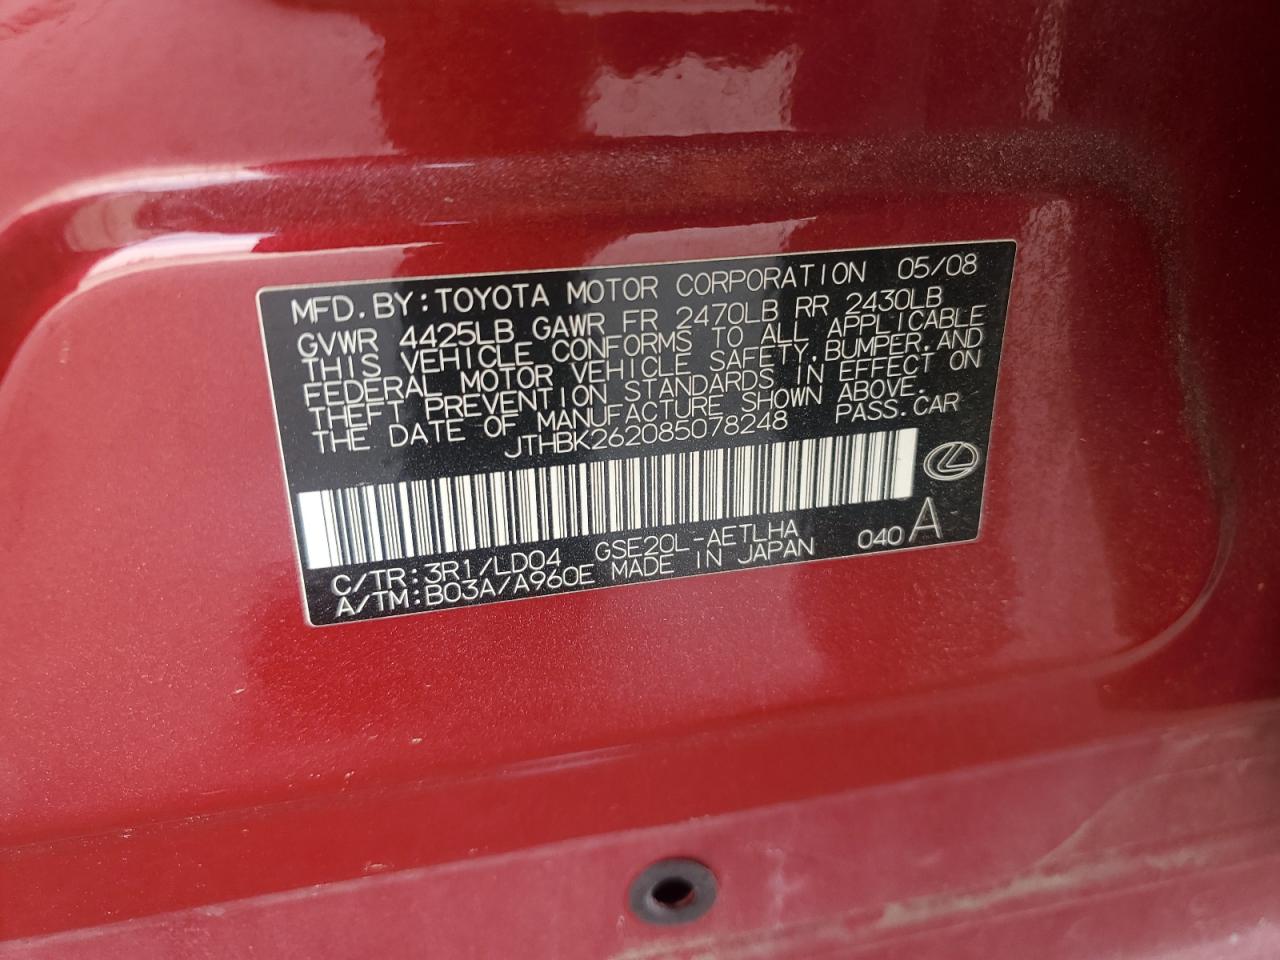 MFD.BY:TOYOTA MOTOR CORPORATION 05/08
GVWR 4425LB GAWR FR 2470LB RR 2430LB
THIS VEHICLE CONFORMS TO ALL APPLICABLE
FEDERAL MOTOR VEHICLE SAFETY,BUMPER,AND
THEFT PREVENTION STANDARDS IN EFFECT ON
THE DATE OF MANUFACTURE SHOWN ABOVE.
JTHBK262085078248 PASS.CAR
C/TR:3R1/LD04 GSE20L-AETLHA 040 A
A/TM:B03A/A960E MADE IN JAPAN